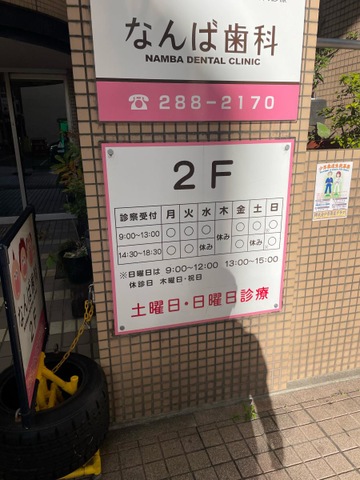 なんば歯科
NAMBA DENTAL CLINIC
☎ 288-2170
2F
診察受付 月 火 水 木 金 土 日
9:00~13:00 ○ ○ ○ 休み ○ ○ ○
14:30~18:30 ○ ○ 休み ○ 休み ○
※日曜日は 9:00~12:00 13:00~15:00
休診日 木曜日・祝日
土曜日・日曜日診療
なんば